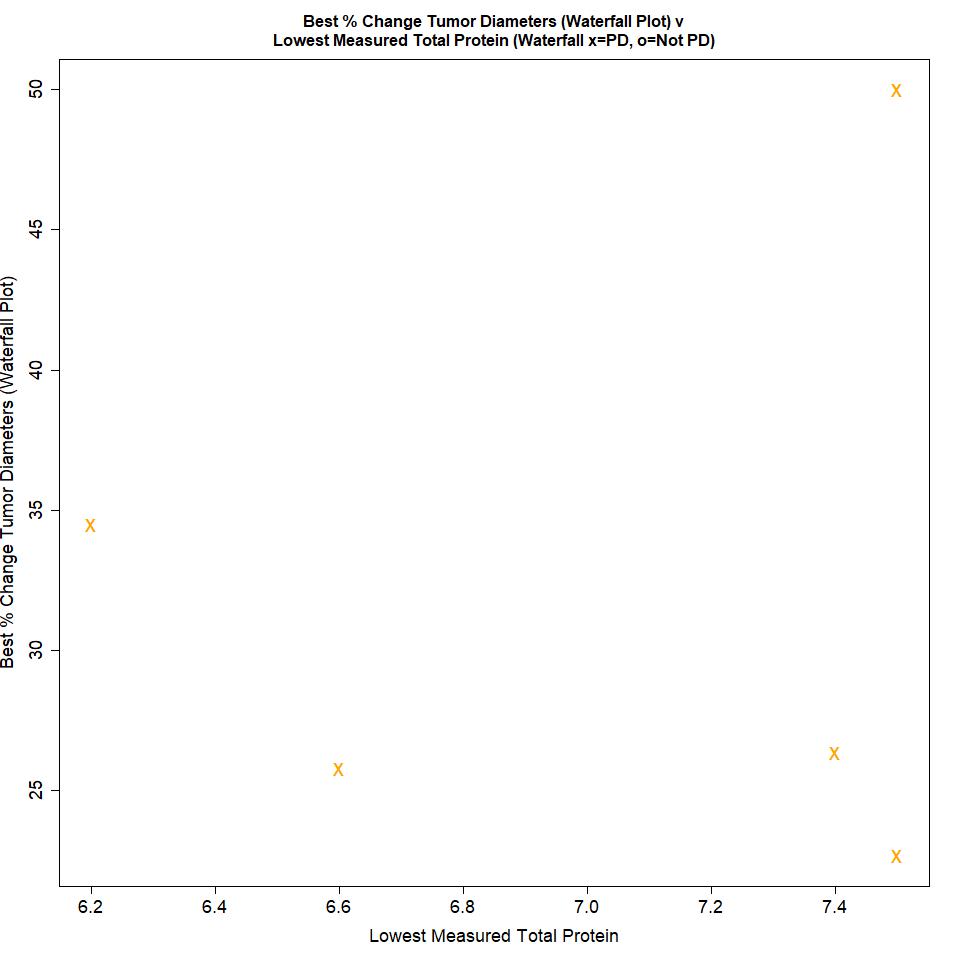 Best % Change Tumor Diameters (Waterfall Plot) v
Lowest Measured Total Protein (Waterfall x=PD, o=Not PD)
Best % Change Tumor Diameters (Waterfall Plot)
50
45
40
35
30
25
X
X
X
X
X
6.2 6.4 6.6 6.8 7.0 7.2 7.4
Lowest Measured Total Protein